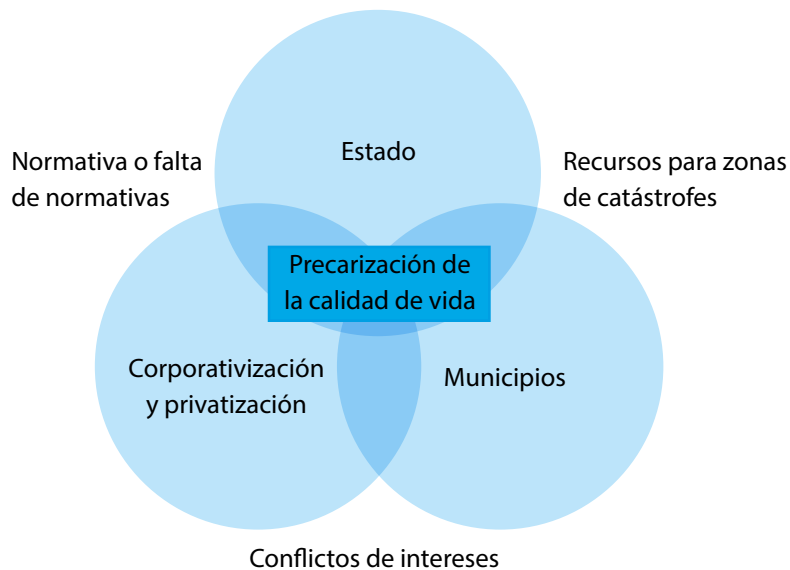 Estado
Normativa o falta
de normativas
Recursos para zonas
de catástrofes
Precarización de
la calidad de vida
Corporativización
y privatización
Municipios
Conflictos de intereses